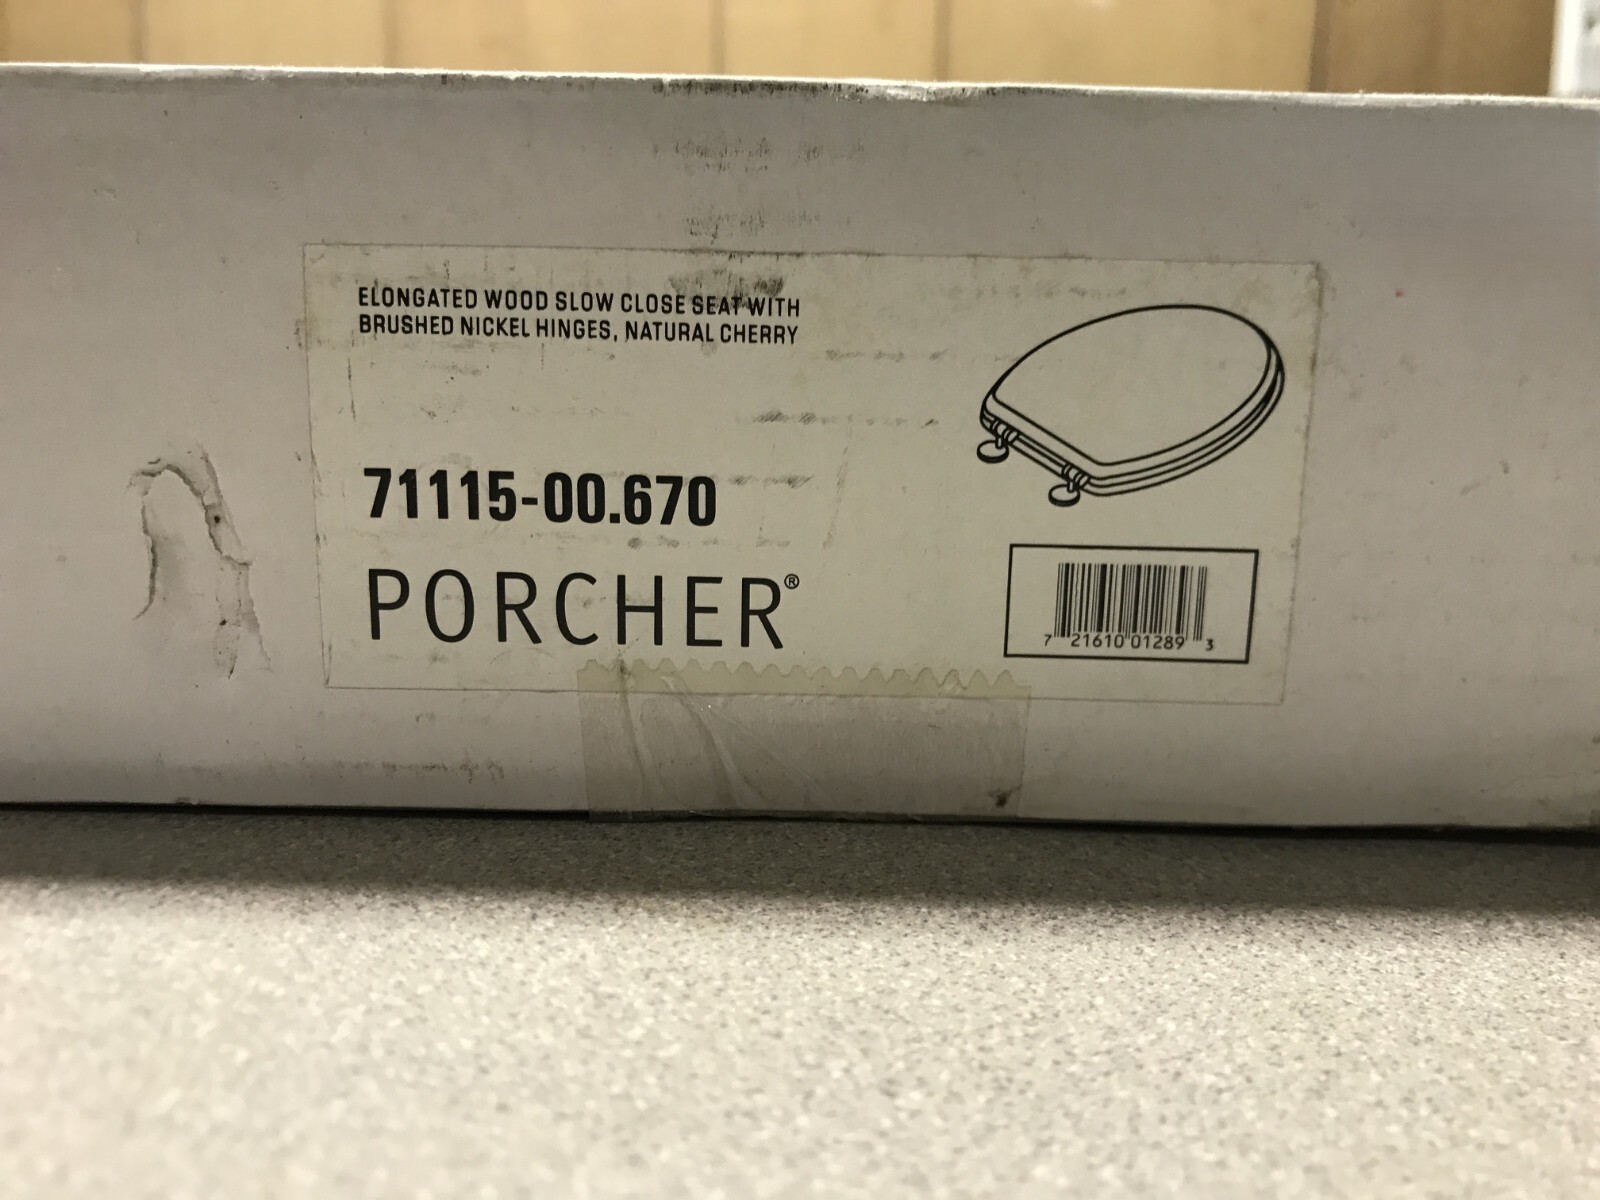 ELONGATED WOOD SLOW CLOSE SEAT WITH
BRUSHED NICKEL HINGES, NATURAL CHERRY
71115-00.670
PORCHER®
7 21610 01289 3